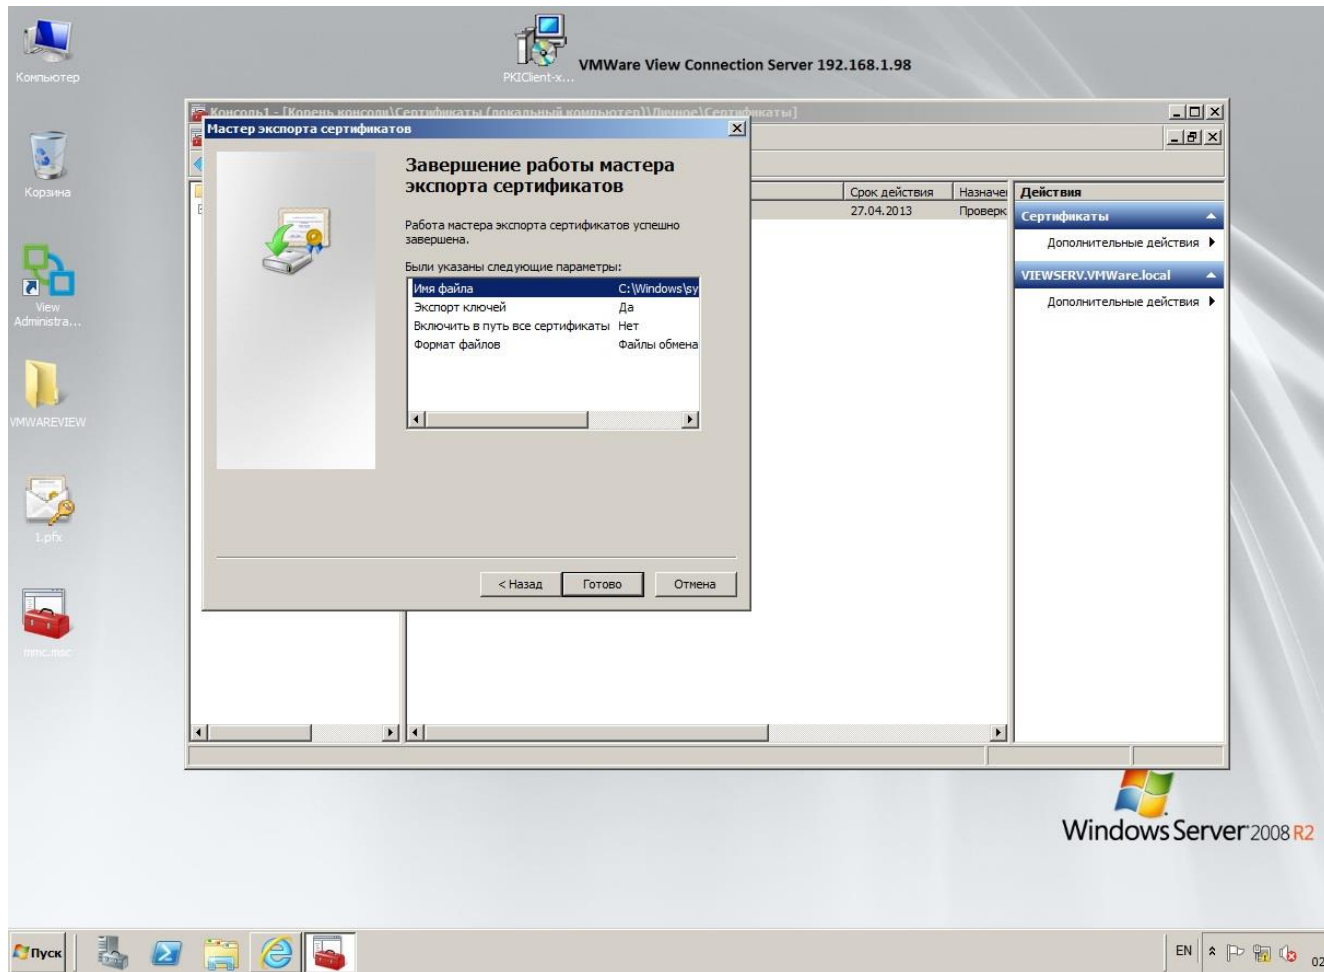 Компьютер
PKIClient-x...
VMWare View Connection Server 192.168.1.98
Консоль1 - [Корень консоли\Сертификаты (локальный компьютер)\Личное\Сертификаты]
Мастер экспорта сертификатов
Завершение работы мастера
экспорта сертификатов
Работа мастера экспорта сертификатов успешно
завершена.
Были указаны следующие параметры:
Имя файла C:\Windows\sy
Экспорт ключей Да
Включить в путь все сертификаты Нет
Формат файлов Файлы обмена
< Назад Готово Отмена
Срок действия Назначе
27.04.2013 Проверк
Действия
Сертификаты
Дополнительные действия
VIEWSERV.VMWare.local
Дополнительные действия
Корзина
View
Administra...
VMWAREVIEW
1.pfx
mmc.msc
Windows Server 2008 R2
Пуск
EN
02